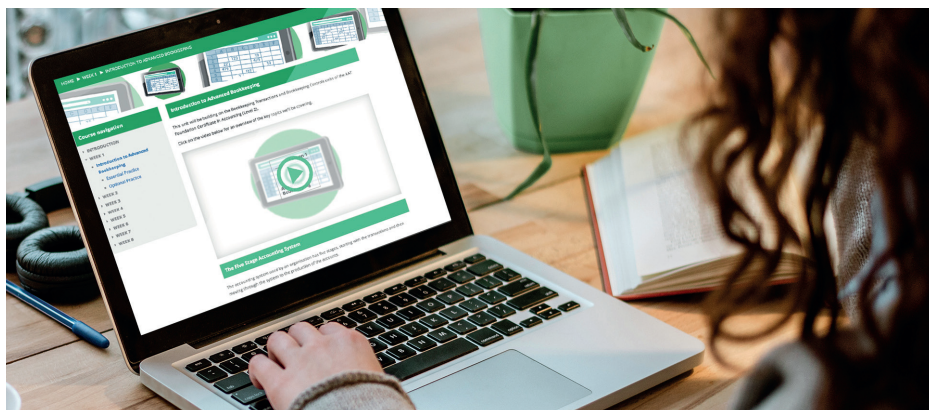 HOME ▶ WEEK 1 ▶ INTRODUCTION TO ADVANCED BOOKKEEPING
Course navigation
INTRODUCTION
WEEK 1
Introduction to Advanced
Bookkeeping
Essential Practice
Optional Practice
WEEK 2
WEEK 3
WEEK 4
WEEK 5
WEEK 6
WEEK 7
WEEK 8
Introduction to Advanced Bookkeeping
This unit will be building on the Bookkeeping Transactions and Bookkeeping Controls units of the AAT
Foundation Certificate in Accounting (Level 2).
Click on the video below for an overview of the key topics we'll be covering.
The Five Stage Accounting System
The accounting system used by an organisation has five stages, starting with day transactions and then
moving through the system to the production of the accounts.